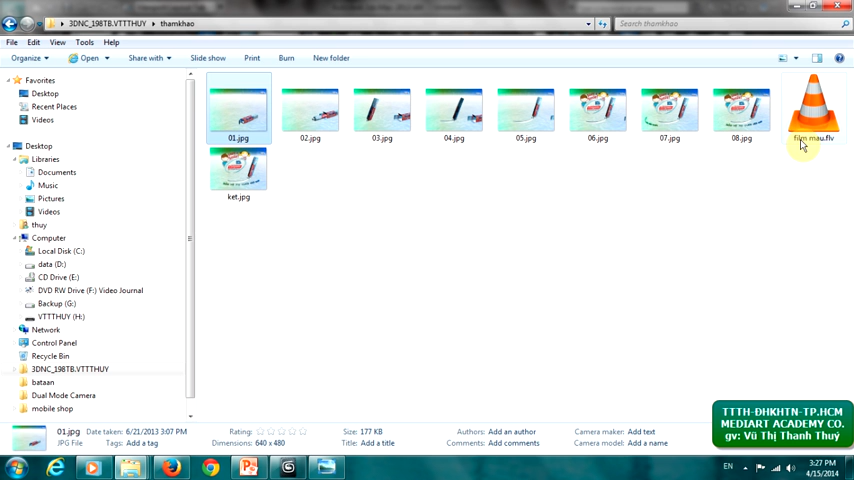 3DNC_198TB.VTTTHUY ▸ thamkhao
Search thamkhao
File Edit View Tools Help
Organize Open Share with Slide show Print Burn New folder
Favorites
Desktop
Recent Places
Videos
Desktop
Libraries
Documents
Music
Pictures
Videos
thuy
Computer
Local Disk (C:)
data (D:)
CD Drive (E:)
DVD RW Drive (F:) Video Journal
Backup (G:)
VTTTHUY (H:)
Network
Control Panel
Recycle Bin
3DNC_198TB.VTTTHUY
bataan
Dual Mode Camera
mobile shop
01.jpg 02.jpg 03.jpg 04.jpg 05.jpg 06.jpg 07.jpg 08.jpg film mau.flv
ket.jpg
01.jpg Date taken: 6/21/2013 3:07 PM Rating: Size: 177 KB Authors: Add an author Camera maker: Add text
JPG File Tags: Add a tag Dimensions: 640 x 480 Title: Add a title Comments: Add comments Camera model: Add a name
TTTH-ĐHKHTN-TP.HCM
MEDIART ACADEMY CO.
gv: Vũ Thị Thanh Thuý
EN
3:27 PM
4/15/2014